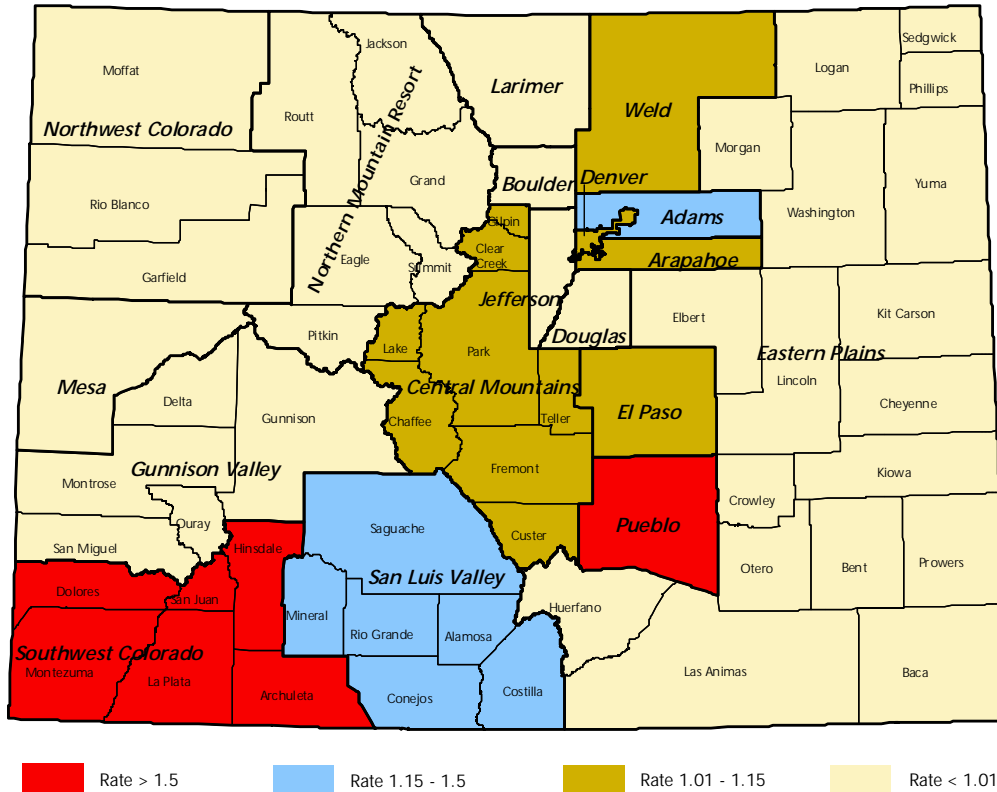 Jackson
Sedgwick
Moffat
Logan
Larimer
Phillips
Weld
Routt
Northwest Colorado
Morgan
Northern Mountain Resort
Grand
Boulder
Denver
Yuma
Rio Blanco
Washington
Adams
Gilpin
Clear
Creek
Eagle
Summit
Arapahoe
Garfield
Jefferson
Kit Carson
Elbert
Pitkin
Douglas
Lake
Park
Eastern Plains
Lincoln
Mesa
Central Mountains
Delta
Cheyenne
Gunnison
Chaffee
Teller
El Paso
Gunnison Valley
Fremont
Kiowa
Montrose
Crowley
Ouray
Saguache
Custer
Pueblo
San Miguel
Hinsdale
Otero
Bent
Prowers
San Luis Valley
Dolores
San Juan
Huerfano
Mineral
Rio Grande
Alamosa
Southwest Colorado
Montezuma
La Plata
Archuleta
Conejos
Costilla
Las Animas
Baca
Rate > 1.5
Rate 1.15 - 1.5
Rate 1.01 - 1.15
Rate < 1.01